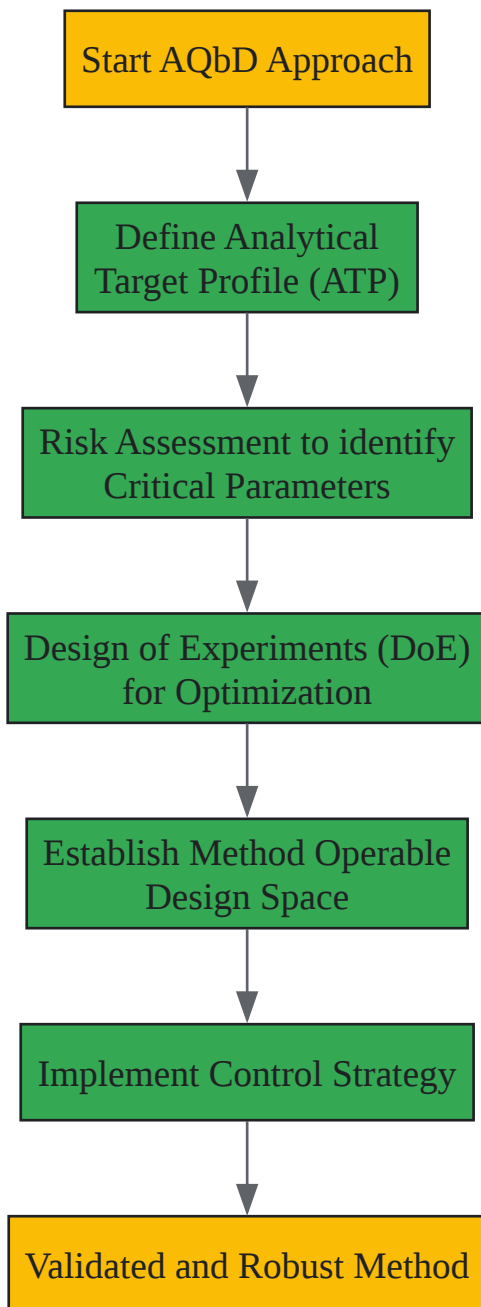 Start AQbD Approach
Define Analytical
Target Profile (ATP)
Risk Assessment to identify
Critical Parameters
Design of Experiments (DoE)
for Optimization
Establish Method Operable
Design Space
Implement Control Strategy
Validated and Robust Method